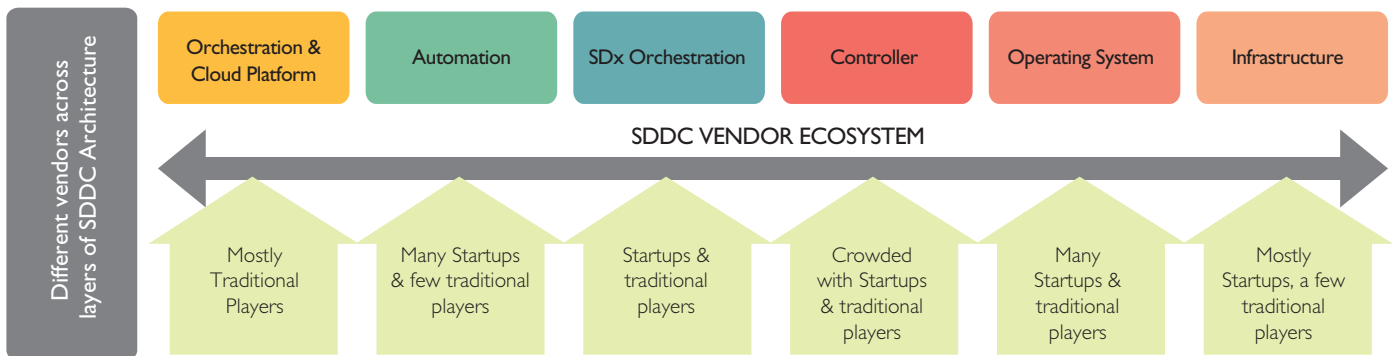 Different vendors across
layers of SDDC Architecture
Orchestration &
Cloud Platform
Automation
SDx Orchestration
Controller
Operating System
Infrastructure
SDDC VENDOR ECOSYSTEM
Mostly
Traditional
Players
Many Startups
& few traditional
players
Startups &
traditional
players
Crowded
with Startups
& traditional
players
Many
Startups &
traditional
players
Mostly
Startups, a few
traditional
players